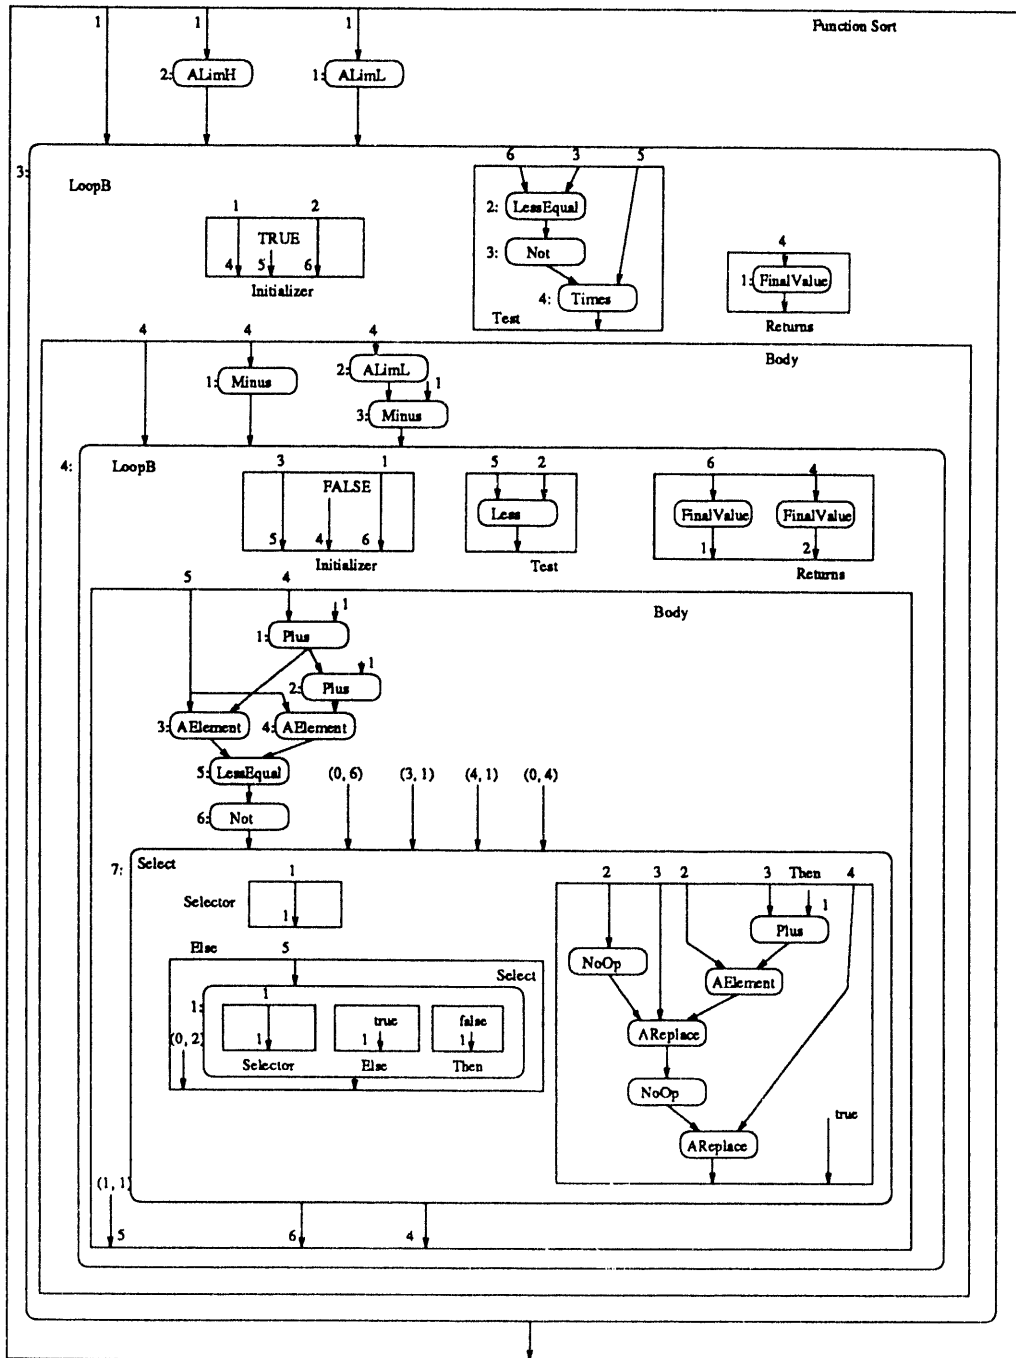 1 1 1 Function Sort
2: ALimH 1: ALimL
3:
LoopB
6 3 5
1 2
TRUE
4 5 6
Initializer
2: LessEqual
3: Not
4: Times
Test
4
1: FinalValue
Returns
4 4 4
Body
1: Minus
2: ALimL
1
3: Minus
4: LoopB
3 1
FALSE
5 4 6
Initializer
5 2
Less
Test
6 4
FinalValue FinalValue
1 2
Returns
5 4
Body
1
1: Plus
1
2: Plus
3: AElement 4: AElement
5: LessEqual
6: Not
(0, 6) (3, 1) (4, 1) (0, 4)
7: Select
1
Selector
1
Else 5
Select
1:
1
1
Selector
true
1
Else
false
1
Then
(0, 2)
2 3 2 3 Then 4
1
Plus
NoOp
AElement
AReplace
NoOp
AReplace
true
(1, 1)
5 6 4